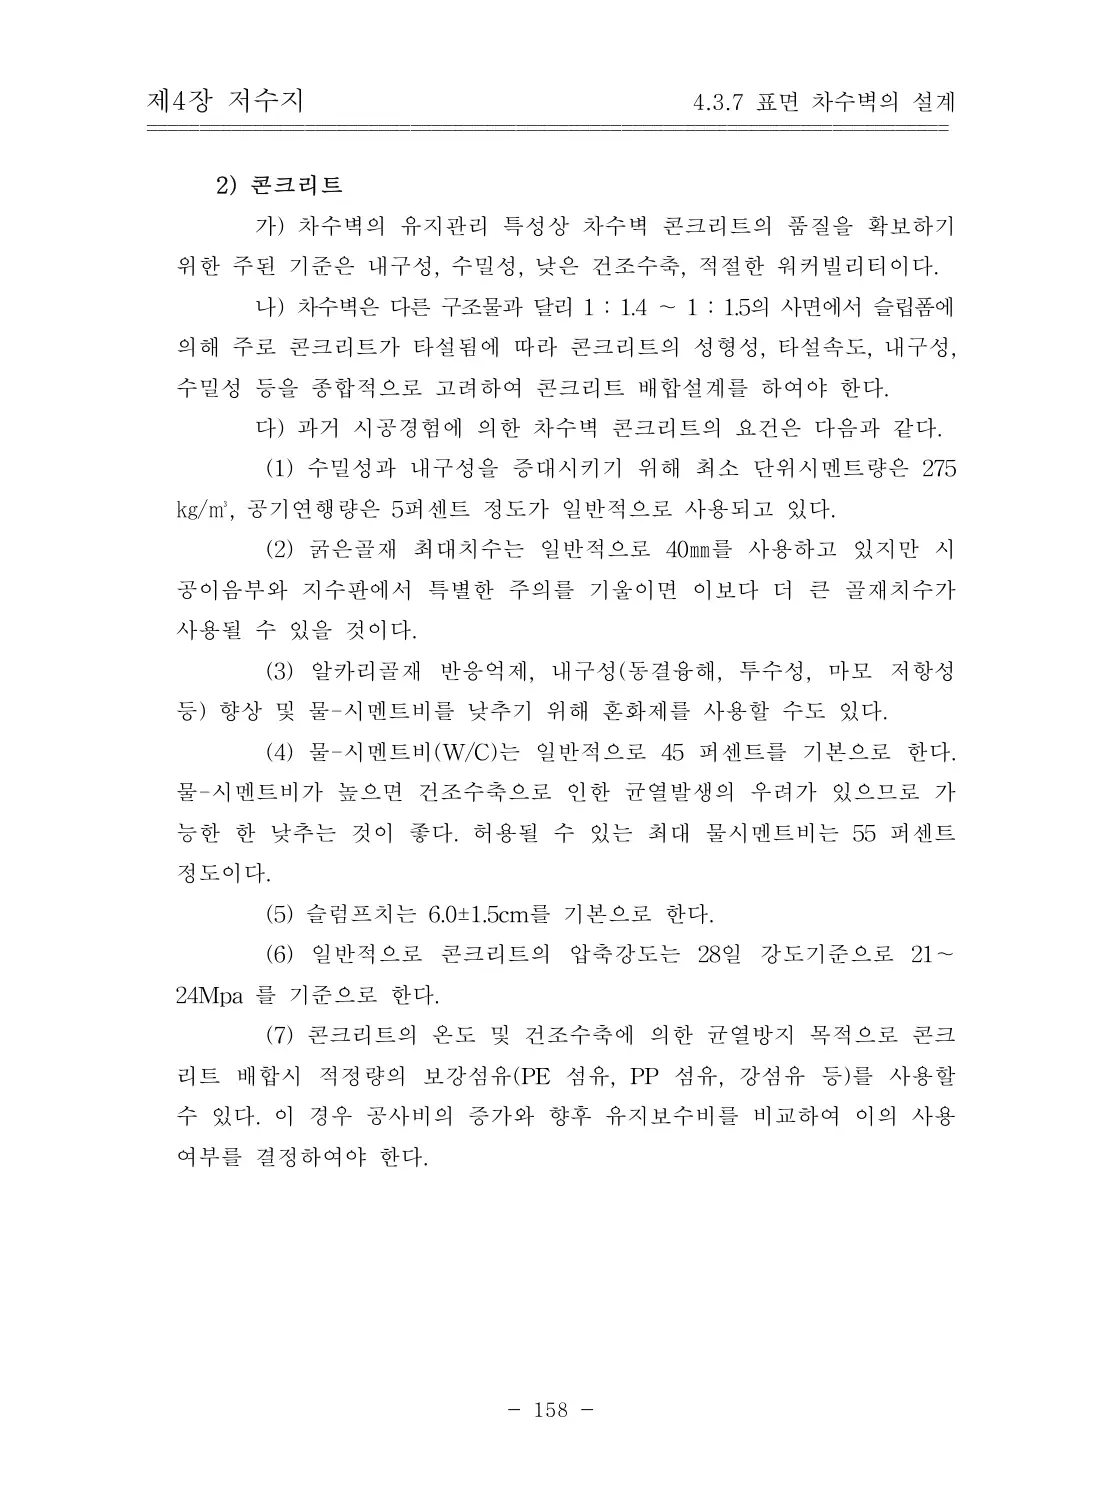 제4장 저수지
4.3.7 표면 차수벽의 설계
2) 콘크리트
가) 차수벽의 유지관리 특성상 차수벽 콘크리트의 품질을 확보하기
위한 주된 기준은 내구성, 수밀성, 낮은 건조수축, 적절한 워커빌리티이다.
나) 차수벽은 다른 구조물과 달리 1 : 1.4 ~ 1 : 1.5의 사면에서 슬립폼에
의해 주로 콘크리트가 타설됨에 따라 콘크리트의 성형성, 타설속도, 내구성,
수밀성 등을 종합적으로 고려하여 콘크리트 배합설계를 하여야 한다.
다) 과거 시공경험에 의한 차수벽 콘크리트의 요건은 다음과 같다.
(1) 수밀성과 내구성을 증대시키기 위해 최소 단위시멘트량은 275
kg/㎥, 공기연행량은 5퍼센트 정도가 일반적으로 사용되고 있다.
(2) 굵은골재 최대치수는 일반적으로 40㎜를 사용하고 있지만 시
공이음부와 지수판에서 특별한 주의를 기울이면 이보다 더 큰 골재치수가
사용될 수 있을 것이다.
(3) 알카리골재 반응억제, 내구성(동결융해, 투수성, 마모 저항성
등) 향상 및 물-시멘트비를 낮추기 위해 혼화제를 사용할 수도 있다.
(4) 물-시멘트비(W/C)는 일반적으로 45 퍼센트를 기본으로 한다.
물-시멘트비가 높으면 건조수축으로 인한 균열발생의 우려가 있으므로 가
능한 한 낮추는 것이 좋다. 허용될 수 있는 최대 물시멘트비는 55 퍼센트
정도이다.
(5) 슬럼프치는 6.0±1.5cm를 기본으로 한다.
(6) 일반적으로 콘크리트의 압축강도는 28일 강도기준으로 21~
24Mpa 를 기준으로 한다.
(7) 콘크리트의 온도 및 건조수축에 의한 균열방지 목적으로 콘크
리트 배합시 적정량의 보강섬유(PE 섬유, PP 섬유, 강섬유 등)를 사용할
수 있다. 이 경우 공사비의 증가와 향후 유지보수비를 비교하여 이의 사용
여부를 결정하여야 한다.
- 158 -